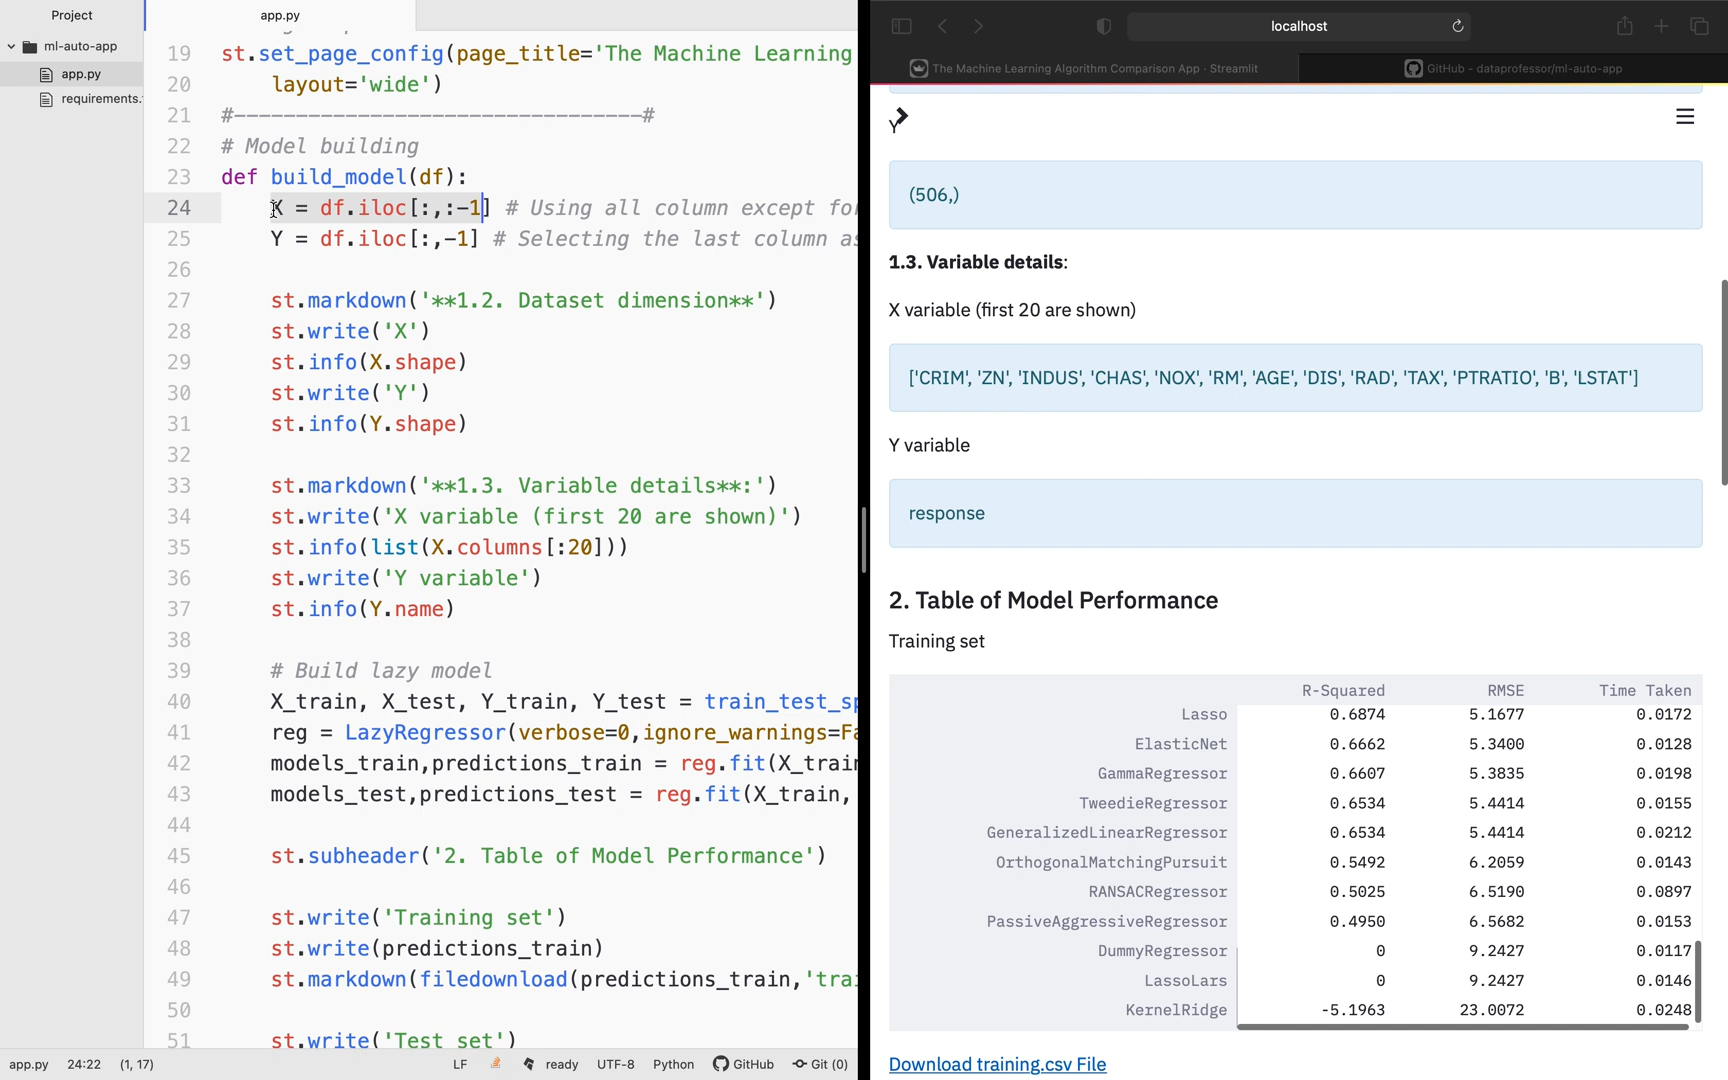 Project
app.py
ml-auto-app
app.py
requirements.
19 st.set_page_config(page_title='The Machine Learning
20 layout='wide')
21 #---------------------------------#
22 # Model building
23 def build_model(df):
24 X = df.iloc[:,:-1] # Using all column except for
25 Y = df.iloc[:,-1] # Selecting the last column as
26
27 st.markdown('**1.2. Dataset dimension**')
28 st.write('X')
29 st.info(X.shape)
30 st.write('Y')
31 st.info(Y.shape)
32
33 st.markdown('**1.3. Variable details**:')
34 st.write('X variable (first 20 are shown)')
35 st.info(list(X.columns[:20]))
36 st.write('Y variable')
37 st.info(Y.name)
38
39 # Build lazy model
40 X_train, X_test, Y_train, Y_test = train_test_sp
41 reg = LazyRegressor(verbose=0,ignore_warnings=Fa
42 models_train,predictions_train = reg.fit(X_train
43 models_test,predictions_test = reg.fit(X_train,
44
45 st.subheader('2. Table of Model Performance')
46
47 st.write('Training set')
48 st.write(predictions_train)
49 st.markdown(filedownload(predictions_train,'trai
50
51 st.write('Test set')
app.py 24:22 (1, 17) LF ready UTF-8 Python GitHub Git (0)
localhost
The Machine Learning Algorithm Comparison App · Streamlit
GitHub - dataprofessor/ml-auto-app
Y
(506,)
1.3. Variable details:
X variable (first 20 are shown)
['CRIM', 'ZN', 'INDUS', 'CHAS', 'NOX', 'RM', 'AGE', 'DIS', 'RAD', 'TAX', 'PTRATIO', 'B', 'LSTAT']
Y variable
response
2. Table of Model Performance
Training set
R-Squared RMSE Time Taken
Lasso 0.6874 5.1677 0.0172
ElasticNet 0.6662 5.3400 0.0128
GammaRegressor 0.6607 5.3835 0.0198
TweedieRegressor 0.6534 5.4414 0.0155
GeneralizedLinearRegressor 0.6534 5.4414 0.0212
OrthogonalMatchingPursuit 0.5492 6.2059 0.0143
RANSACRegressor 0.5025 6.5190 0.0897
PassiveAggressiveRegressor 0.4950 6.5682 0.0153
DummyRegressor 0 9.2427 0.0117
LassoLars 0 9.2427 0.0146
KernelRidge -5.1963 23.0072 0.0248
Download training.csv File